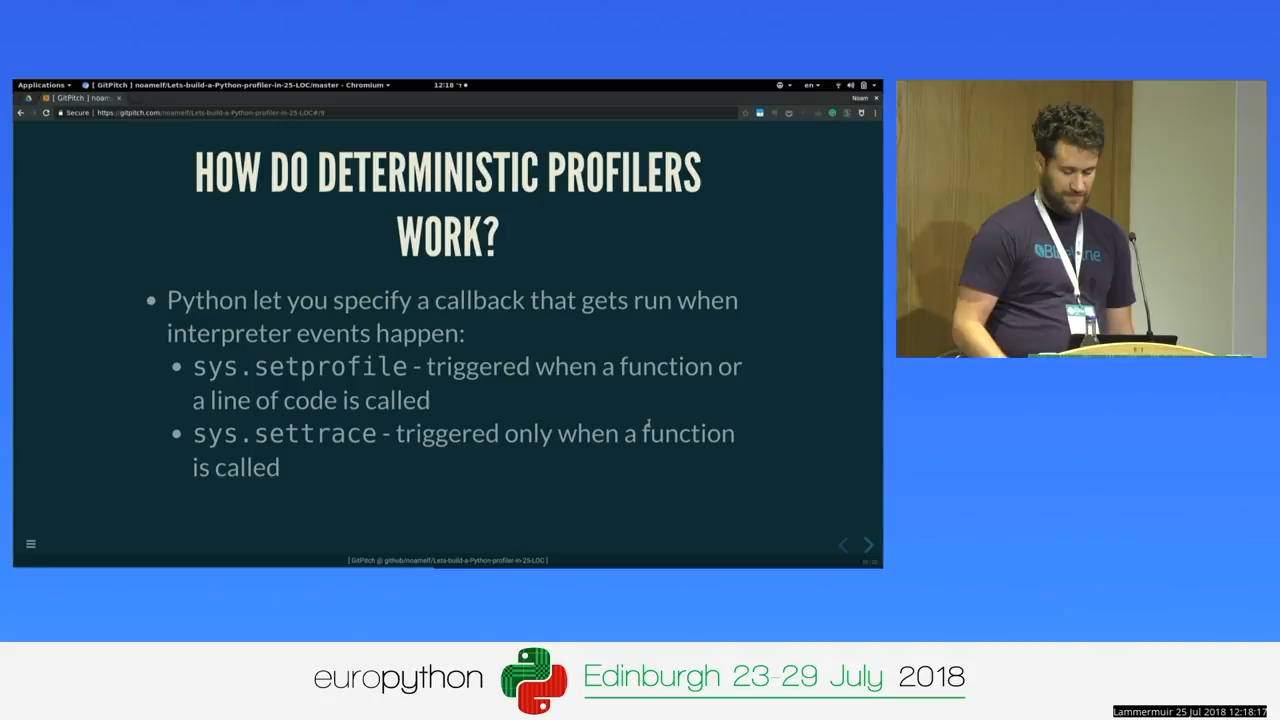 Applications
[ GitPitch ] noamelf/Lets-build-a-Python-profiler-in-25-LOC/master - Chromium
12:18
en
[ GitPitch ] noam
Noam
Secure
https://gitpitch.com/noamelf/Lets-build-a-Python-profiler-in-25-LOC#/9
HOW DO DETERMINISTIC PROFILERS
WORK?
Python let you specify a callback that gets run when
interpreter events happen:
sys.setprofile - triggered when a function or
a line of code is called
sys.settrace - triggered only when a function
is called
[ GitPitch @ github/noamelf/Lets-build-a-Python-profiler-in-25-LOC ]
europython
Edinburgh 23-29 July 2018
Lammermuir 25 Jul 2018 12:18:17